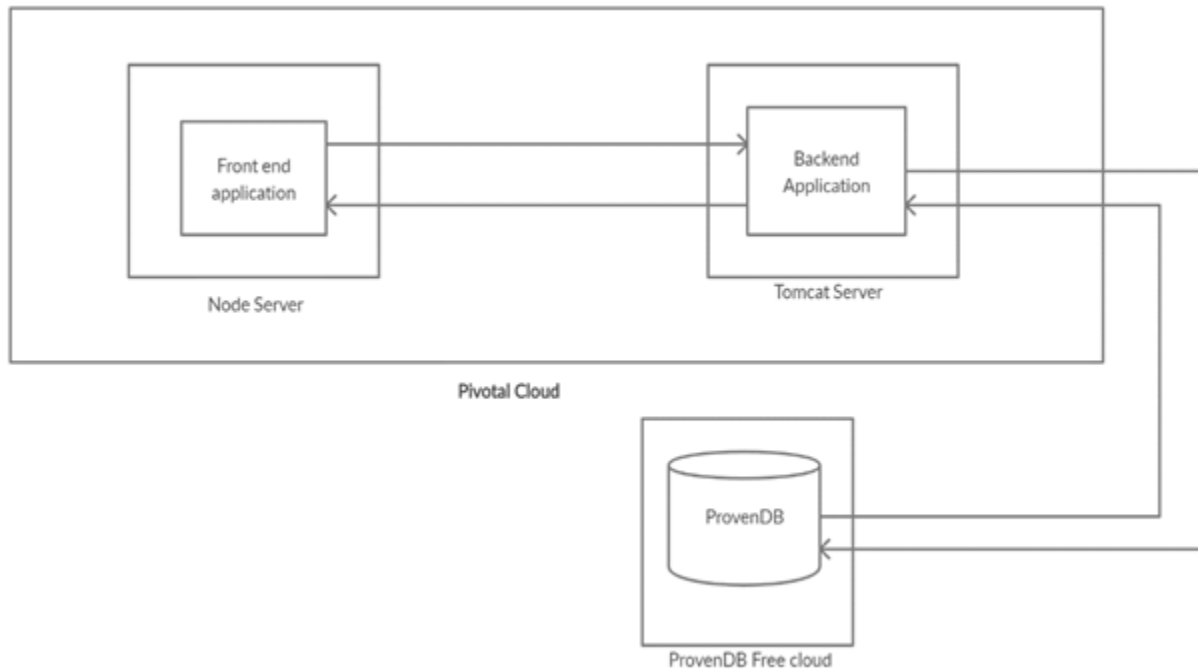 Front end
application
Backend
Application
Node Server
Tomcat Server
Pivotal Cloud
ProvenDB
ProvenDB Free cloud